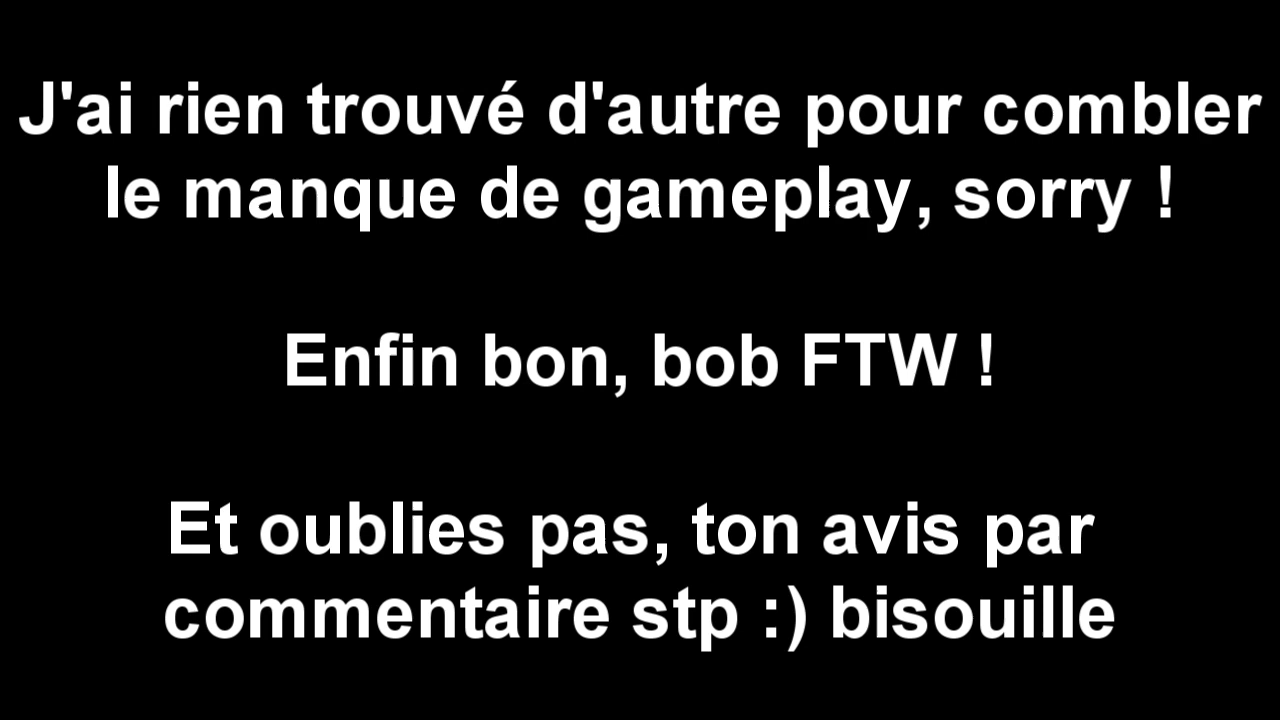 J'ai rien trouvé d'autre pour combler
le manque de gameplay, sorry !
Enfin bon, bob FTW !
Et oublies pas, ton avis par
commentaire stp :) bisouille